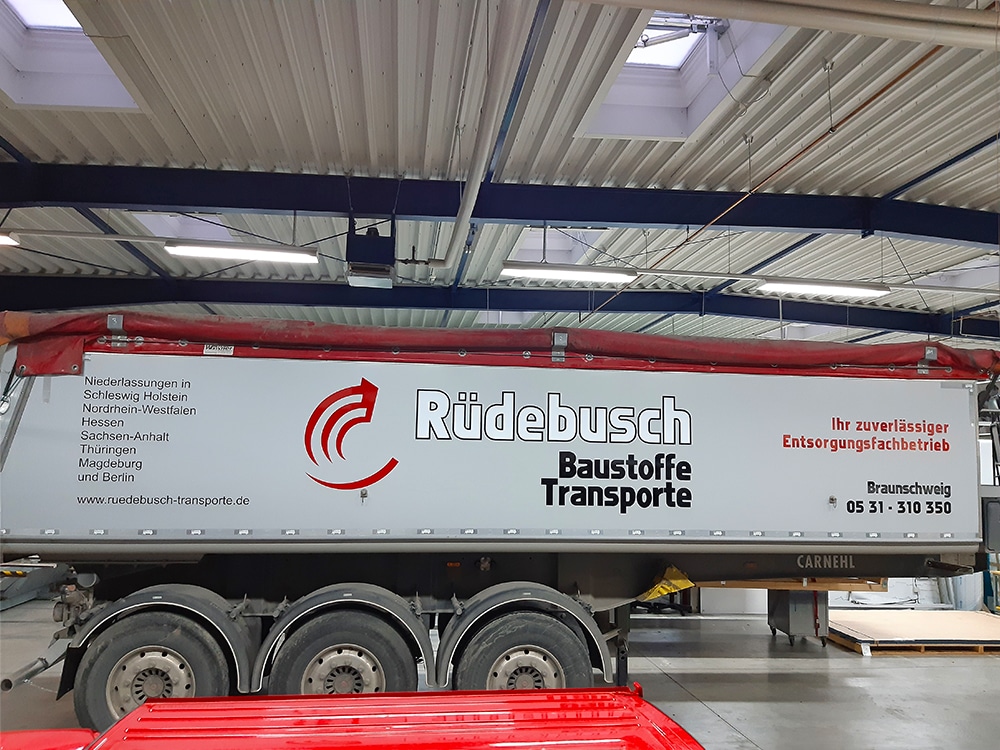 Niederlassungen in
Schleswig Holstein
Nordrhein-Westfalen
Hessen
Sachsen-Anhalt
Thüringen
Magdeburg
und Berlin
www.ruedebusch-transporte.de
Rüdebusch
Baustoffe
Transporte
Ihr zuverlässiger
Entsorgungsfachbetrieb
Braunschweig
05 31 - 310 350
CARNEHL